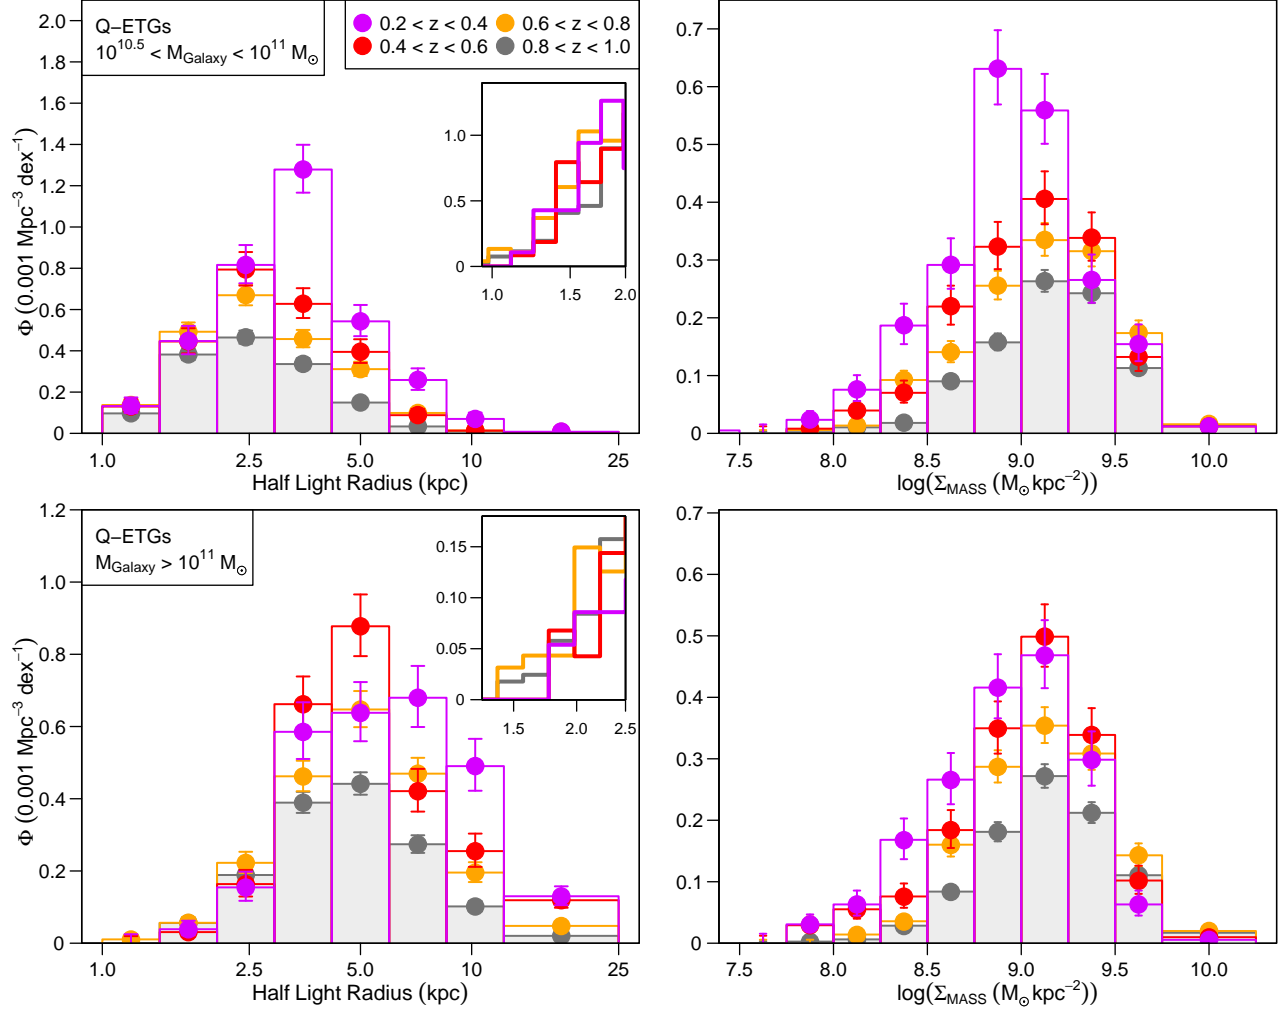 Q−ETGs
10^10.5 < M_Galaxy < 10^11 M_⊙
0.2 < z < 0.4
0.6 < z < 0.8
0.4 < z < 0.6
0.8 < z < 1.0
Φ (0.001 Mpc^−3 dex^−1)
2.0
1.8
1.6
1.4
1.2
1.0
0.8
0.6
0.4
0.2
0
1.0
0.5
0
1.0 1.5 2.0
1.0 2.5 5.0 10 25
Half Light Radius (kpc)
0.7
0.6
0.5
0.4
0.3
0.2
0.1
0
7.5 8.0 8.5 9.0 9.5 10.0
log(Σ_MASS (M_⊙kpc^−2))
Q−ETGs
M_Galaxy > 10^11 M_⊙
Φ (0.001 Mpc^−3 dex^−1)
1.2
1.0
0.8
0.6
0.4
0.2
0
0.15
0.10
0.05
0
1.5 2.0 2.5
1.0 2.5 5.0 10 25
Half Light Radius (kpc)
0.7
0.6
0.5
0.4
0.3
0.2
0.1
0
7.5 8.0 8.5 9.0 9.5 10.0
log(Σ_MASS (M_⊙kpc^−2))